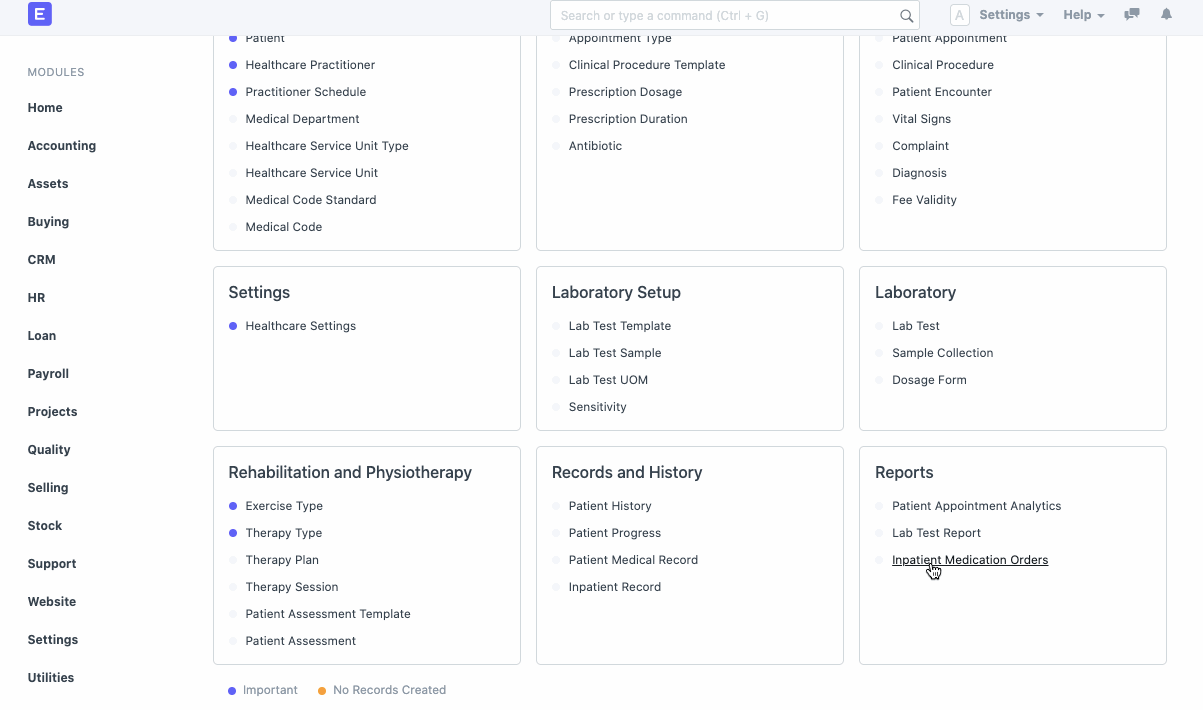 E
Search or type a command (Ctrl + G)
A
Settings
Help
MODULES
Home
Accounting
Assets
Buying
CRM
HR
Loan
Payroll
Projects
Quality
Selling
Stock
Support
Website
Settings
Utilities
Patient
Healthcare Practitioner
Practitioner Schedule
Medical Department
Healthcare Service Unit Type
Healthcare Service Unit
Medical Code Standard
Medical Code
Appointment Type
Clinical Procedure Template
Prescription Dosage
Prescription Duration
Antibiotic
Patient Appointment
Clinical Procedure
Patient Encounter
Vital Signs
Complaint
Diagnosis
Fee Validity
Settings
Healthcare Settings
Laboratory Setup
Lab Test Template
Lab Test Sample
Lab Test UOM
Sensitivity
Laboratory
Lab Test
Sample Collection
Dosage Form
Rehabilitation and Physiotherapy
Exercise Type
Therapy Type
Therapy Plan
Therapy Session
Patient Assessment Template
Patient Assessment
Records and History
Patient History
Patient Progress
Patient Medical Record
Inpatient Record
Reports
Patient Appointment Analytics
Lab Test Report
Inpatient Medication Orders
Important
No Records Created